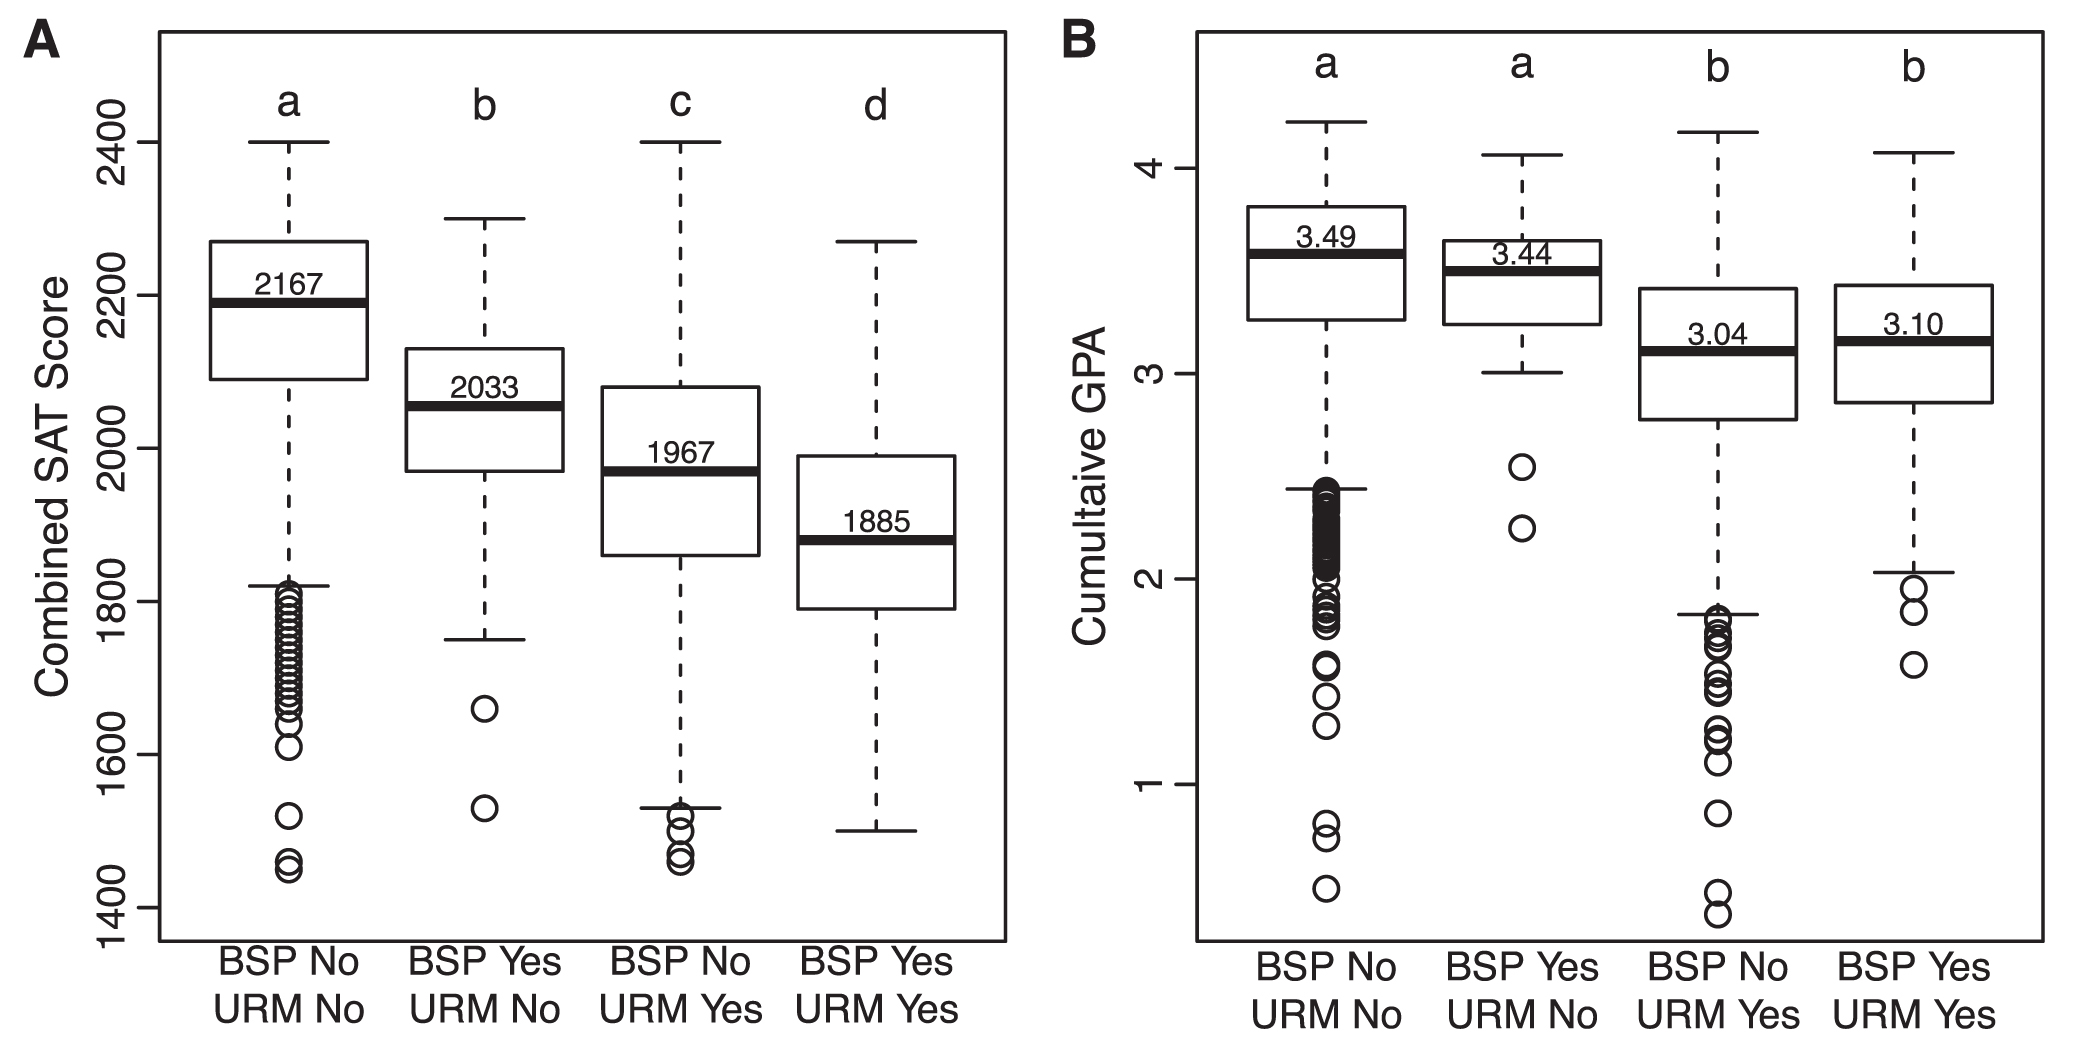 A
Combined SAT Score
2400
2200
2000
1800
1600
1400
a b c d
2167
2033
1967
1885
BSP No BSP Yes BSP No BSP Yes
URM No URM No URM Yes URM Yes
B
Cumultaive GPA
4
3
2
1
a a b b
3.49
3.44
3.04
3.10
BSP No BSP Yes BSP No BSP Yes
URM No URM No URM Yes URM Yes